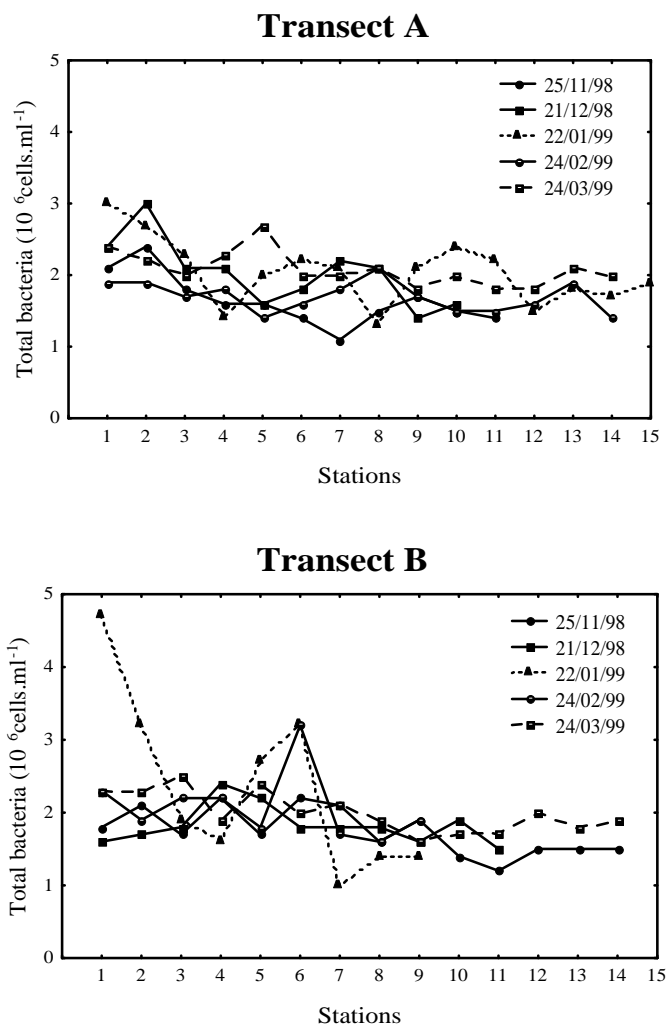 Transect A
Total bacteria (10 ⁶cells.ml⁻¹)
5
4
3
2
1
0
25/11/98
21/12/98
22/01/99
24/02/99
24/03/99
1 2 3 4 5 6 7 8 9 10 11 12 13 14 15
Stations
Transect B
Total bacteria (10 ⁶cells.ml⁻¹)
5
4
3
2
1
0
25/11/98
21/12/98
22/01/99
24/02/99
24/03/99
1 2 3 4 5 6 7 8 9 10 11 12 13 14 15
Stations